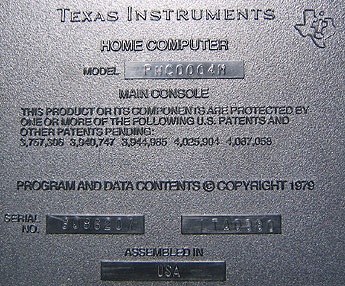 TEXAS INSTRUMENTS
HOME COMPUTER
MODEL PHC0004A
MAIN CONSOLE
THIS PRODUCT OR ITS COMPONENTS ARE PROTECTED BY
ONE OR MORE OF THE FOLLOWING U.S. PATENTS AND
OTHER PATENTS PENDING:
3,757,306 3,940,747 3,944,985 4,025,904 4,087,058
PROGRAM AND DATA CONTENTS © COPYRIGHT 1979
SERIAL
NO.
ASSEMBLED IN
USA